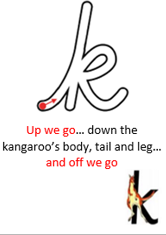 k
Up we go… down the
kangaroo's body, tail and leg…
and off we go
k